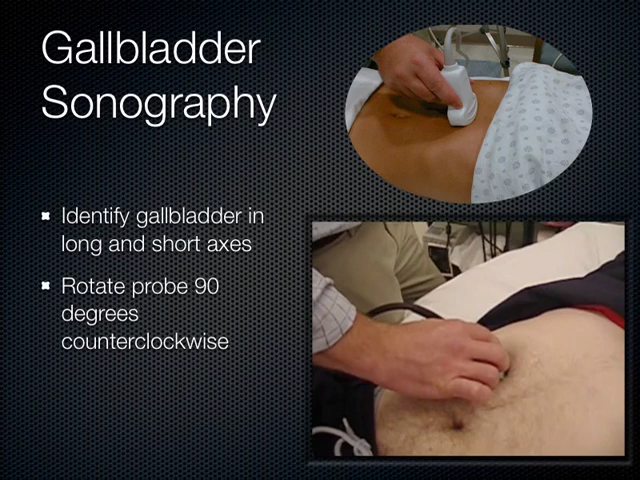 Gallbladder
Sonography
Identify gallbladder in
long and short axes
Rotate probe 90
degrees
counterclockwise